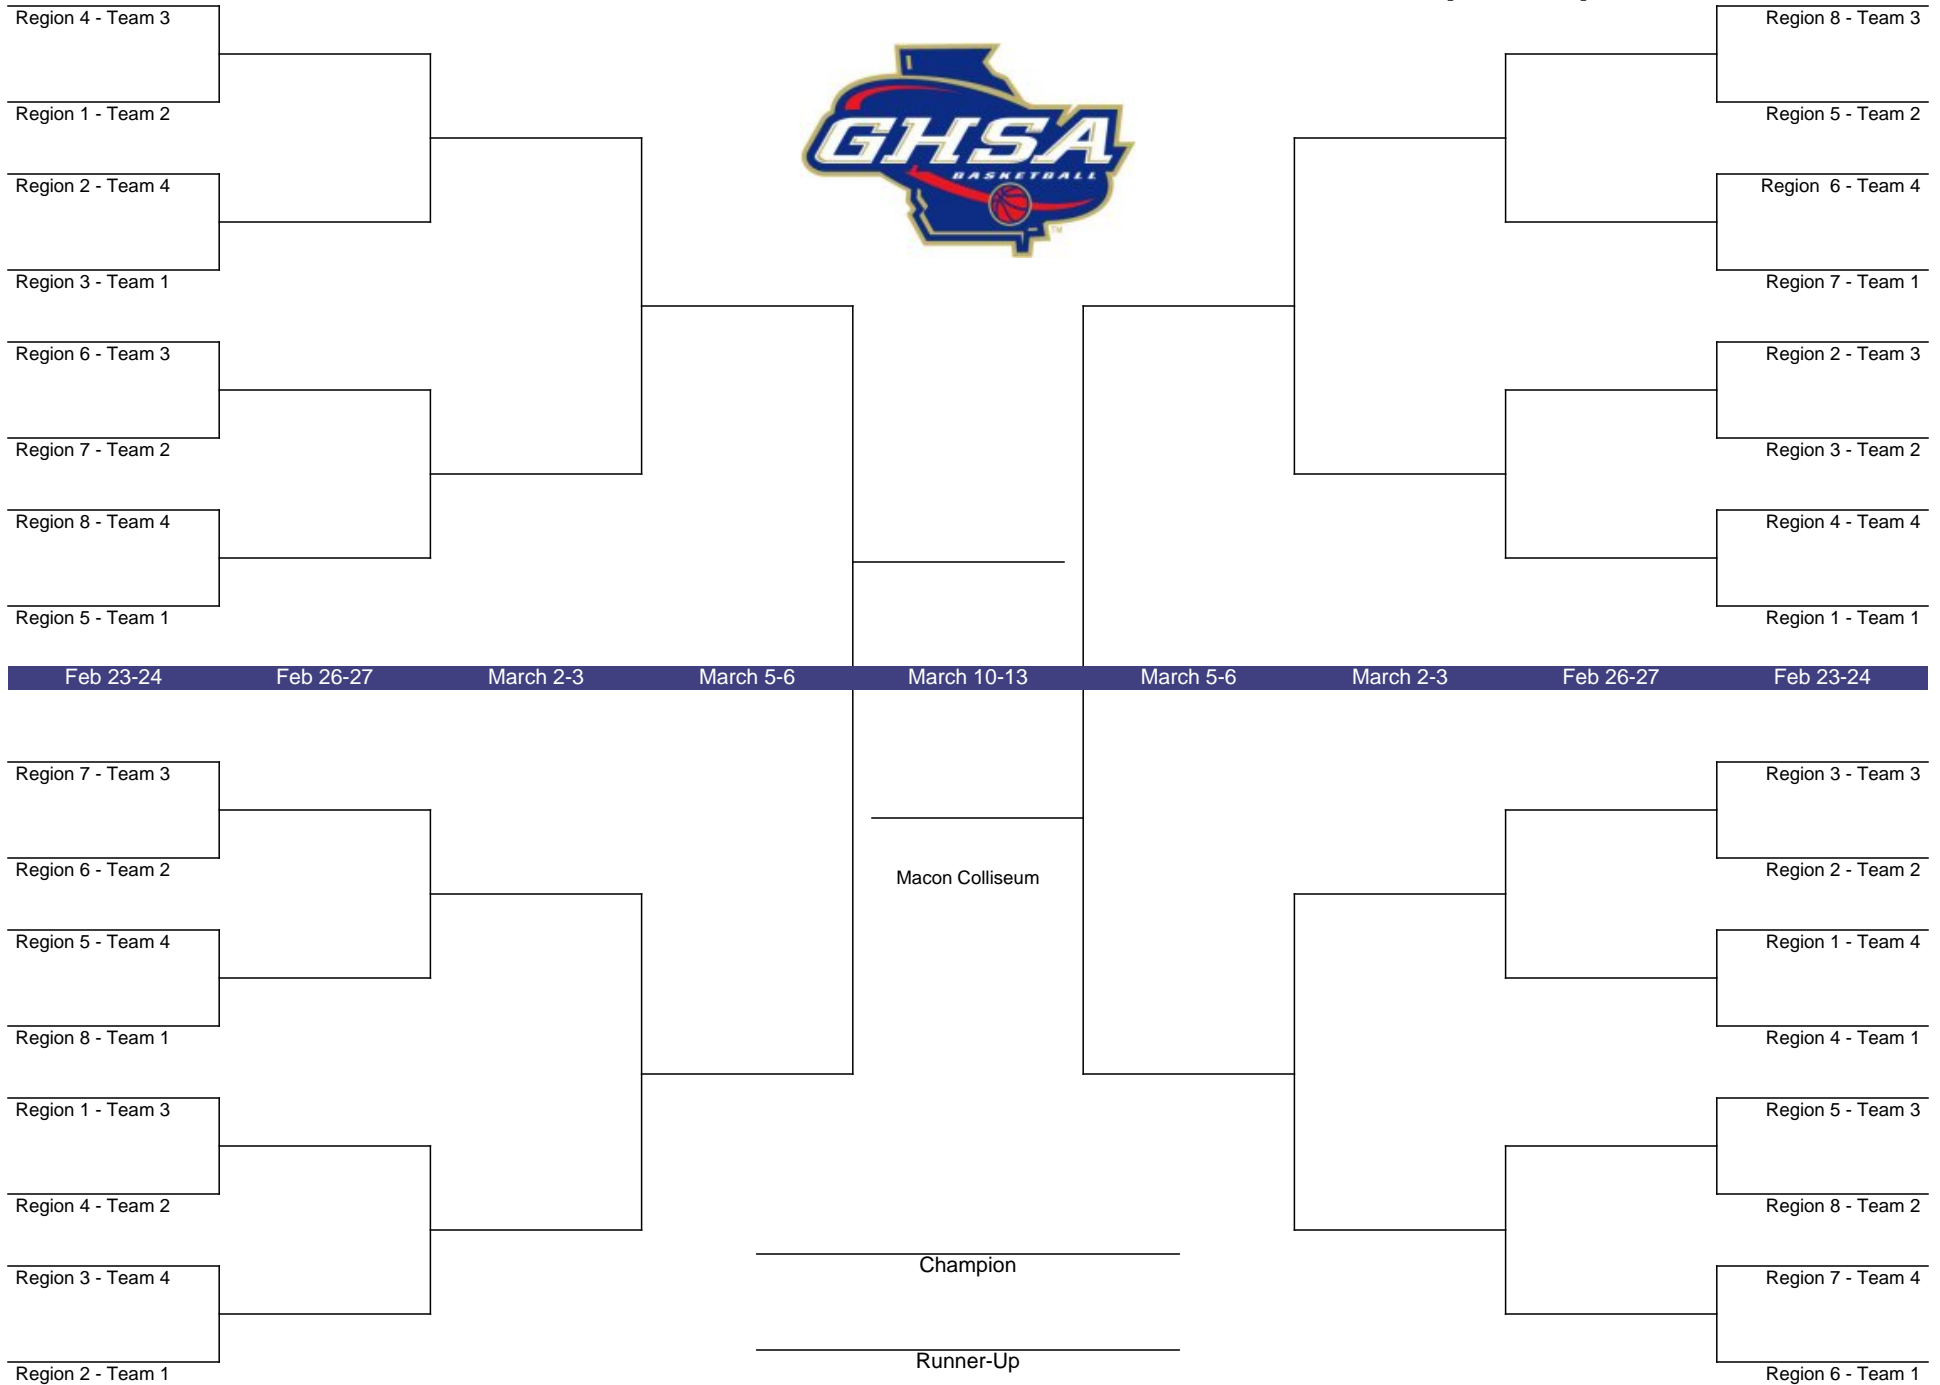 Region 4 - Team 3
Region 1 - Team 2
Region 2 - Team 4
Region 3 - Team 1
Region 6 - Team 3
Region 7 - Team 2
Region 8 - Team 4
Region 5 - Team 1
GHSA
BASKETBALL
TM
Region 8 - Team 3
Region 5 - Team 2
Region  6 - Team 4
Region 7 - Team 1
Region 2 - Team 3
Region 3 - Team 2
Region 4 - Team 4
Region 1 - Team 1
Feb 23-24 Feb 26-27 March 2-3 March 5-6 March 10-13 March 5-6 March 2-3 Feb 26-27 Feb 23-24
Region 7 - Team 3
Region 6 - Team 2
Region 5 - Team 4
Region 8 - Team 1
Region 1 - Team 3
Region 4 - Team 2
Region 3 - Team 4
Region 2 - Team 1
Macon Colliseum
Champion
Runner-Up
Region 3 - Team 3
Region 2 - Team 2
Region 1 - Team 4
Region 4 - Team 1
Region 5 - Team 3
Region 8 - Team 2
Region 7 - Team 4
Region 6 - Team 1